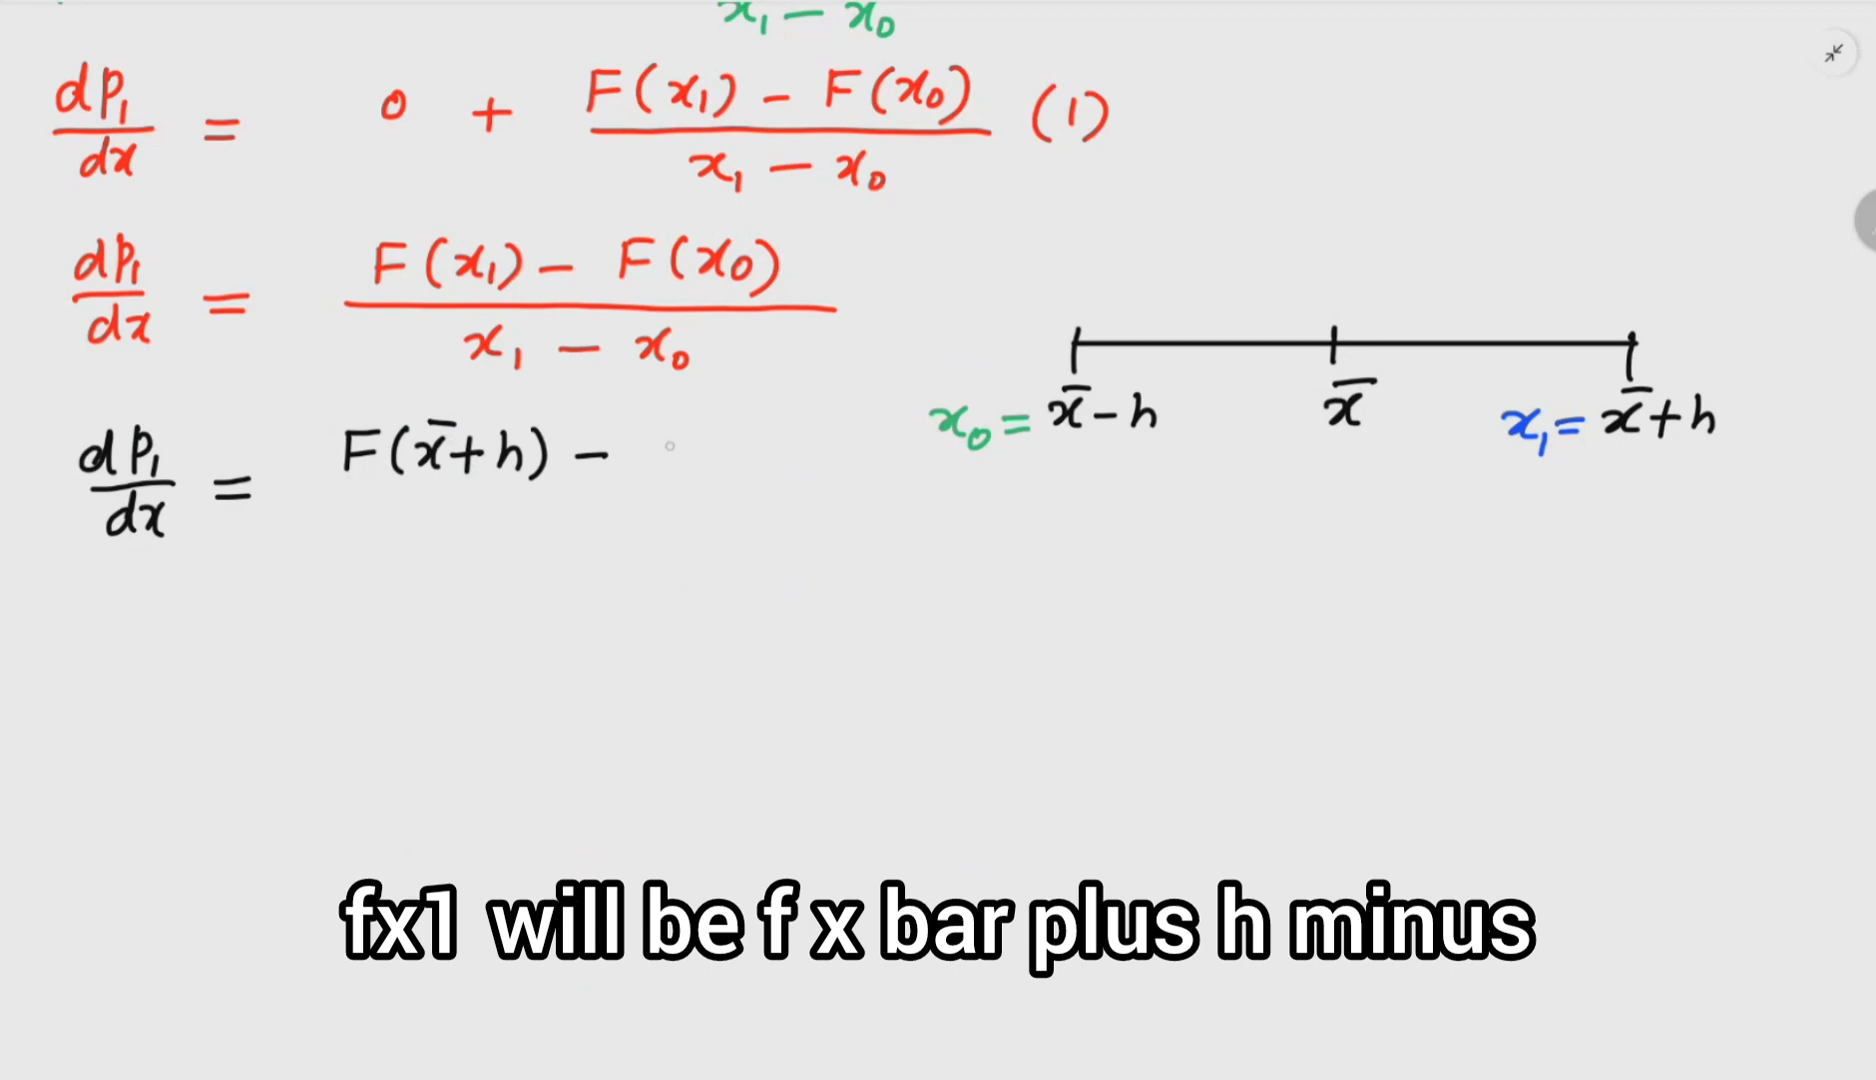 x₁ − x₀
dP₁/dx = 0 + (F(x₁) − F(x₀))/(x₁ − x₀) (1)
dP₁/dx = (F(x₁) − F(x₀))/(x₁ − x₀)
x₀ = x̄ − h x̄ x₁ = x̄ + h
dP₁/dx = F(x̄ + h) −
fx1 will be f x bar plus h minus